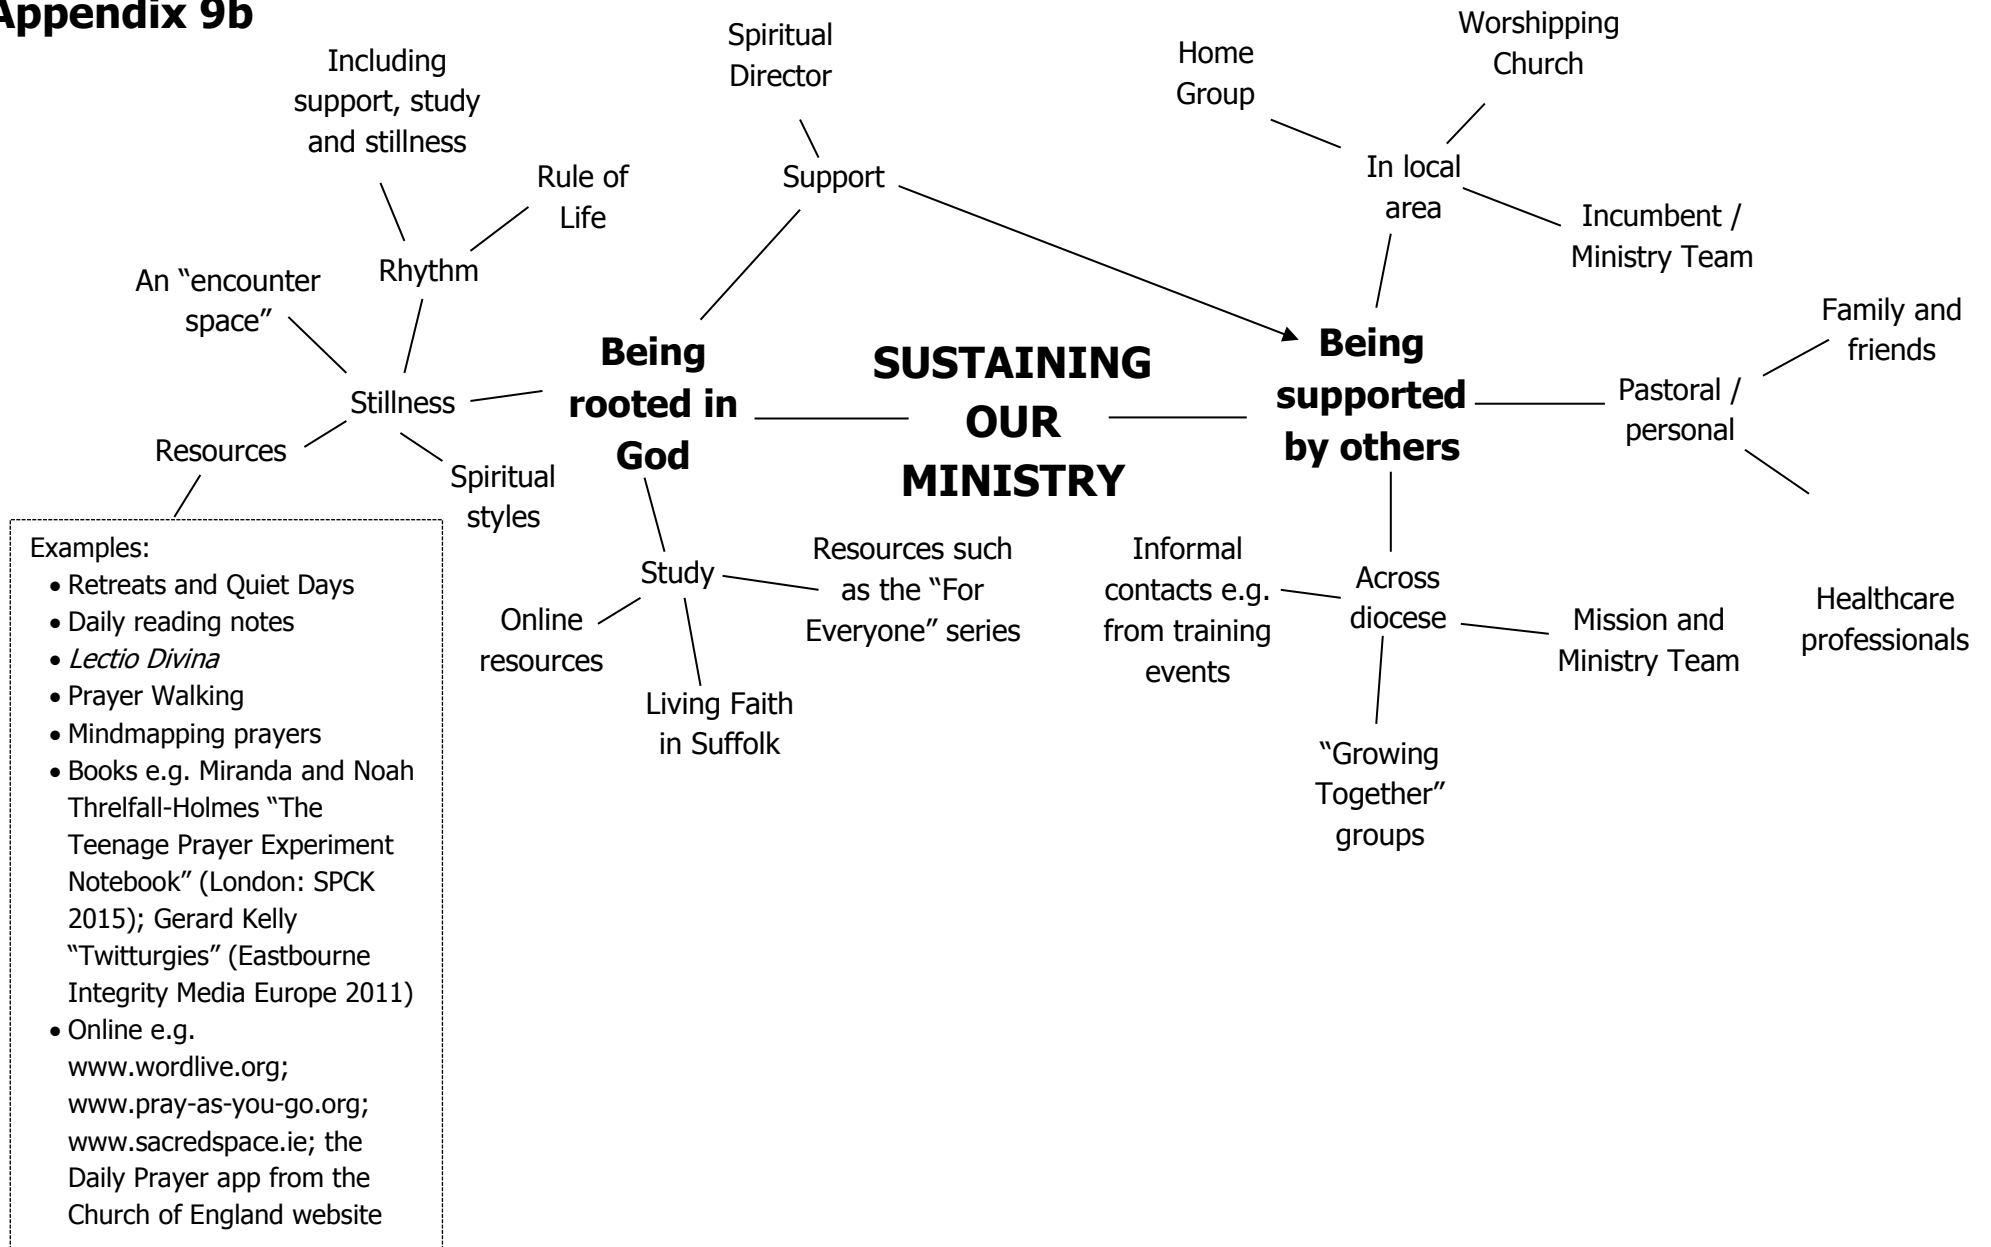 Appendix 9b
Including
support, study
and stillness
Rule of
Life
Rhythm
An “encounter
space”
Stillness
Resources
Spiritual
styles
Examples:
• Retreats and Quiet Days
• Daily reading notes
• Lectio Divina
• Prayer Walking
• Mindmapping prayers
• Books e.g. Miranda and Noah
Threlfall-Holmes “The
Teenage Prayer Experiment
Notebook” (London: SPCK
2015); Gerard Kelly
“Twitturgies” (Eastbourne
Integrity Media Europe 2011)
• Online e.g.
www.wordlive.org;
www.pray-as-you-go.org;
www.sacredspace.ie; the
Daily Prayer app from the
Church of England website
Spiritual
Director
Support
Being
rooted in
God
Study
Online
resources
Living Faith
in Suffolk
Resources such
as the “For
Everyone” series
SUSTAINING
OUR
MINISTRY
Being
supported
by others
In local
area
Home
Group
Worshipping
Church
Incumbent /
Ministry Team
Pastoral /
personal
Family and
friends
Healthcare
professionals
Across
diocese
Informal
contacts e.g.
from training
events
Mission and
Ministry Team
“Growing
Together”
groups